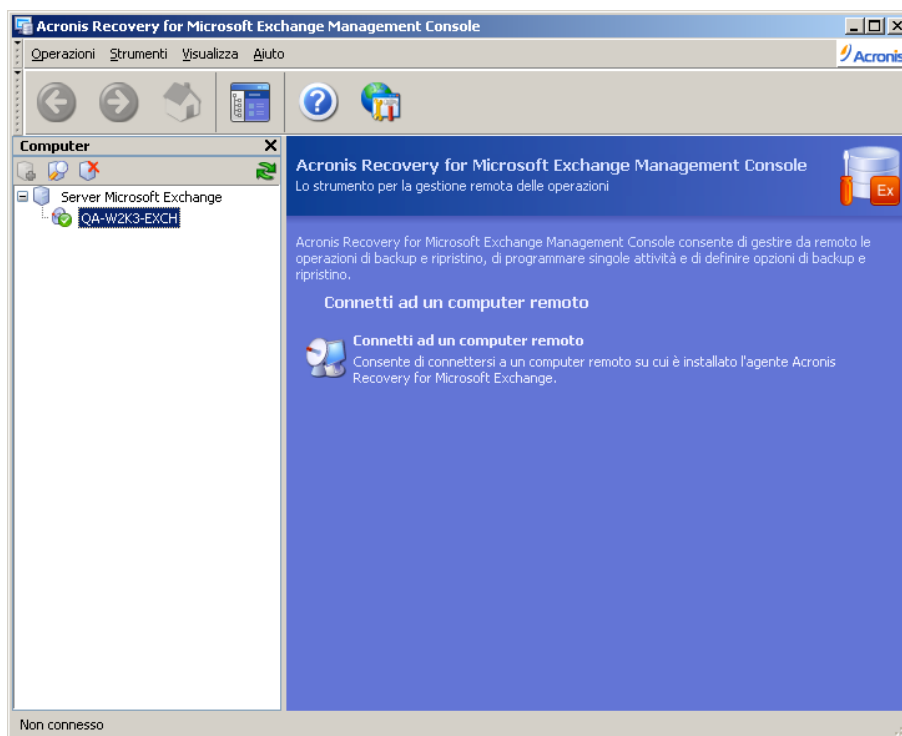 Acronis Recovery for Microsoft Exchange Management Console
Operazioni Strumenti Visualizza Aiuto
Acronis
Computer
Server Microsoft Exchange
QA-W2K3-EXCH
Acronis Recovery for Microsoft Exchange Management Console
Lo strumento per la gestione remota delle operazioni
Ex
Acronis Recovery for Microsoft Exchange Management Console consente di gestire da remoto le
operazioni di backup e ripristino, di programmare singole attività e di definire opzioni di backup e
ripristino.
Connetti ad un computer remoto
Connetti ad un computer remoto
Consente di connettersi a un computer remoto su cui è installato l'agente Acronis
Recovery for Microsoft Exchange.
Non connesso